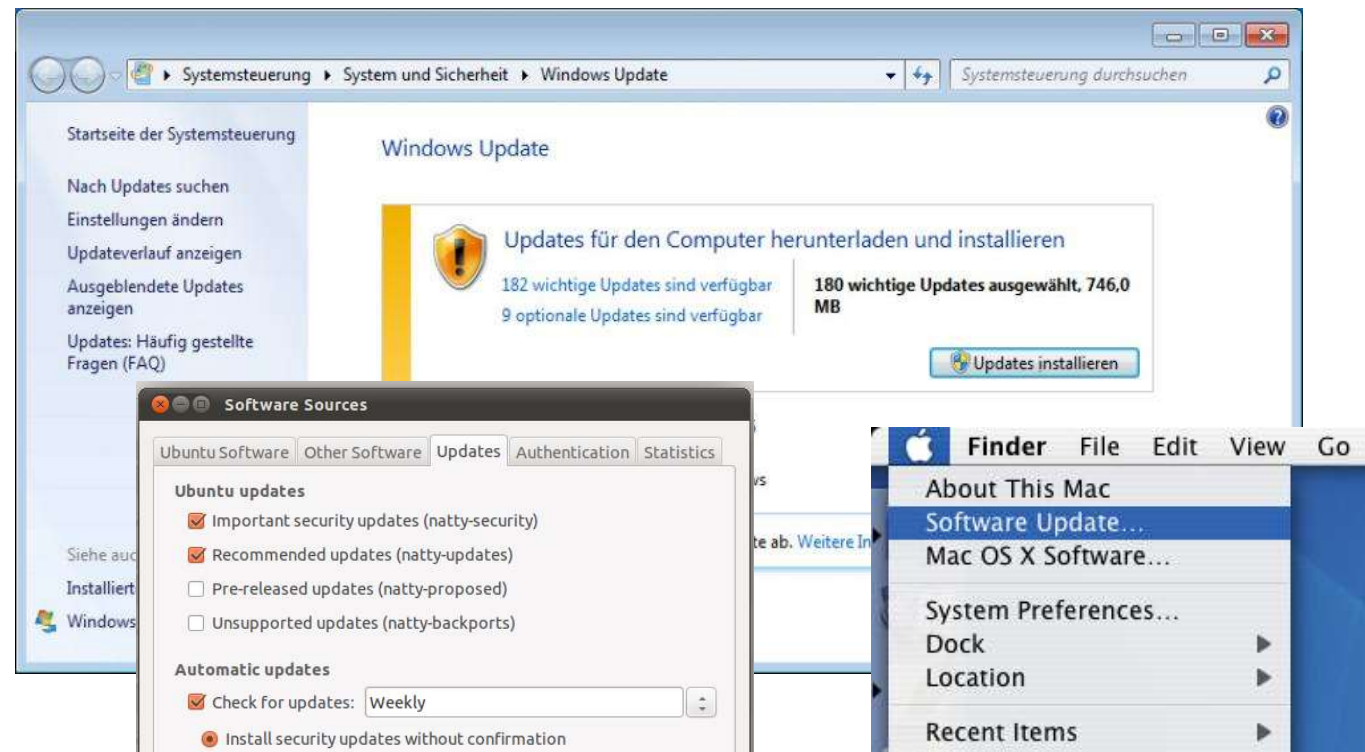 Systemsteuerung ▸ System und Sicherheit ▸ Windows Update
Systemsteuerung durchsuchen
Startseite der Systemsteuerung
Nach Updates suchen
Einstellungen ändern
Updateverlauf anzeigen
Ausgeblendete Updates
anzeigen
Updates: Häufig gestellte
Fragen (FAQ)
Windows Update
Updates für den Computer herunterladen und installieren
182 wichtige Updates sind verfügbar
9 optionale Updates sind verfügbar
180 wichtige Updates ausgewählt, 746,0
MB
Updates installieren
te ab. Weitere In
Siehe auc
Installiert
Windows
Software Sources
Ubuntu Software
Other Software
Updates
Authentication
Statistics
Ubuntu updates
Important security updates (natty-security)
Recommended updates (natty-updates)
Pre-released updates (natty-proposed)
Unsupported updates (natty-backports)
Automatic updates
Check for updates: Weekly
Install security updates without confirmation
Finder File Edit View Go
About This Mac
Software Update...
Mac OS X Software...
System Preferences...
Dock
Location
Recent Items